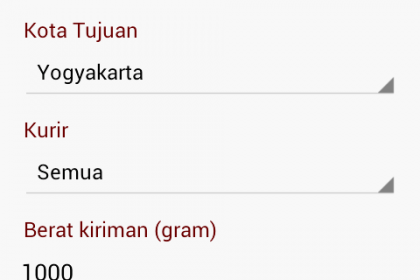 Kota Tujuan
Yogyakarta
Kurir
Semua
Berat kiriman (gram)
1000